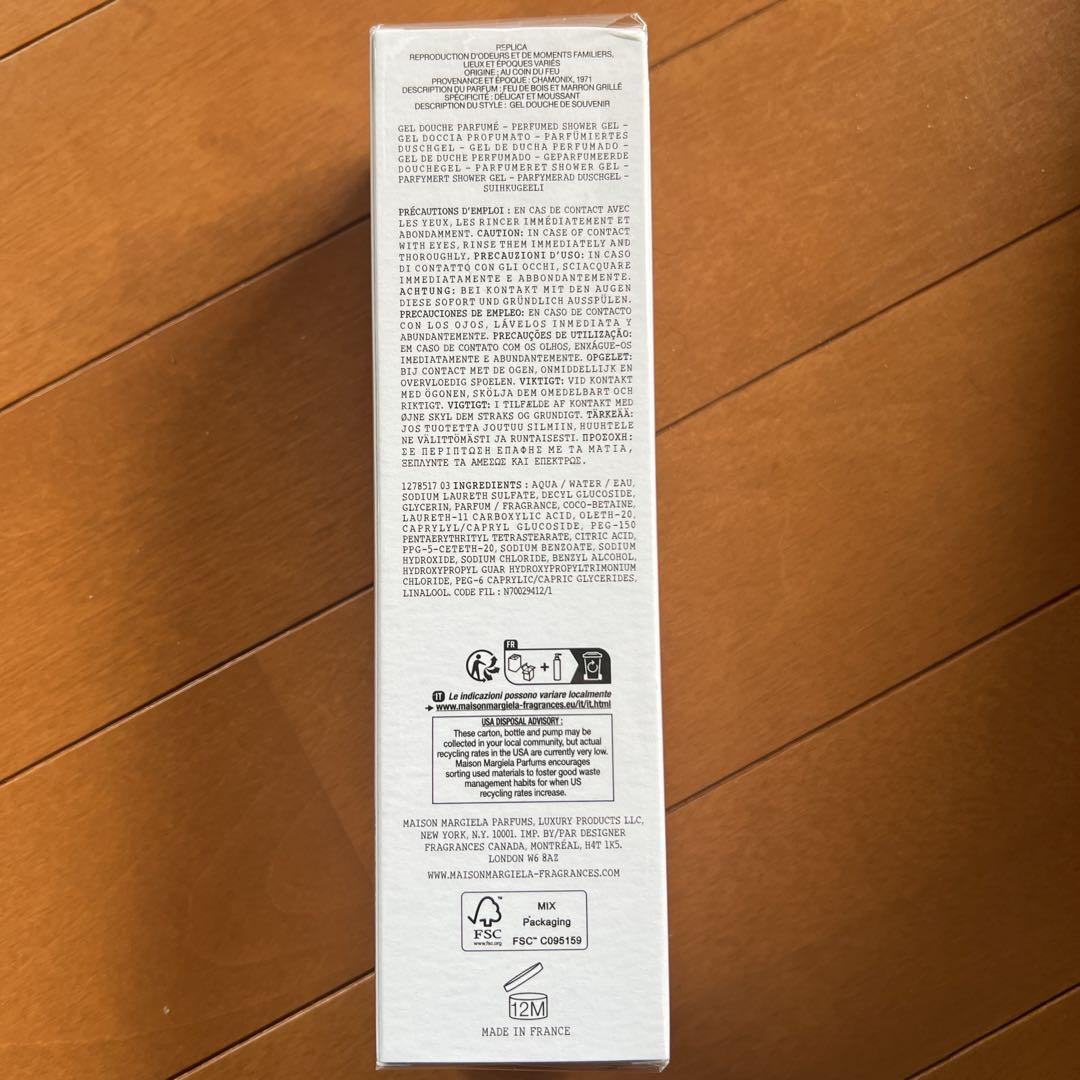 REPLICA
REPRODUCTION D'ODEURS ET DE MOMENTS FAMILIERS,
LIEUX ET ÉPOQUES VARIÉS
ORIGINE : AU COIN DU FEU
PROVENANCE ET ÉPOQUE : CHAMONIX, 1971
DESCRIPTION DU PARFUM : FEU DE BOIS ET MARRON GRILLÉ
SPÉCIFICITÉ : DÉLICAT ET MOUSSANT
DESCRIPTION DU STYLE : GEL DOUCHE DE SOUVENIR
GEL DOUCHE PARFUMÉ - PERFUMED SHOWER GEL -
GEL DOCCIA PROFUMATO - PARFÜMIERTES
DUSCHGEL - GEL DE DUCHA PERFUMADO -
GEL DE DUCHE PERFUMADO - GEPARFUMEERDE
DOUCHEGEL - PARFUMERET SHOWER GEL -
PARFYMERT SHOWER GEL - PARFYMERAD DUSCHGEL -
SUIHKUGEELI
PRÉCAUTIONS D'EMPLOI : EN CAS DE CONTACT AVEC
LES YEUX, LES RINCER IMMÉDIATEMENT ET
ABONDAMMENT. CAUTION: IN CASE OF CONTACT
WITH EYES, RINSE THEM IMMEDIATELY AND
THOROUGHLY. PRECAUZIONI D'USO: IN CASO
DI CONTATTO CON GLI OCCHI, SCIACQUARE
IMMEDIATAMENTE E ABBONDANTEMENTE.
ACHTUNG: BEI KONTAKT MIT DEN AUGEN
DIESE SOFORT UND GRÜNDLICH AUSSPÜLEN.
PRECAUCIONES DE EMPLEO: EN CASO DE CONTACTO
CON LOS OJOS, LÁVELOS INMEDIATA Y
ABUNDANTEMENTE. PRECAUÇÕES DE UTILIZAÇÃO:
EM CASO DE CONTATO COM OS OLHOS, ENXÁGUE-OS
IMEDIATAMENTE E ABUNDANTEMENTE. OPGELET:
BIJ CONTACT MET DE OGEN, ONMIDDELLIJK EN
OVERVLOEDIG SPOELEN. VIKTIGT: VID KONTAKT
MED ÖGONEN, SKÖLJA DEM OMEDELBART OCH
RIKTIGT. VIGTIGT: I TILFÆLDE AF KONTAKT MED
ØJNE SKYL DEM STRAKS OG GRUNDIGT. TÄRKEÄÄ:
JOS TUOTETTA JOUTUU SILMIIN, HUUHTELE
NE VÄLITTÖMÄSTI JA RUNTAISESTI. ΠΡΟΣΟΧΗ:
ΣΕ ΠΕΡΙΠΤΩΣΗ ΕΠΑΦΗΣ ΜΕ ΤΑ ΜΑΤΙΑ,
ΞΕΠΛΥΝΤΕ ΤΑ ΑΜΕΣΩΣ ΚΑΙ ΕΠΕΚΤΡΩΣ.
1278517 03 INGREDIENTS : AQUA / WATER / EAU,
SODIUM LAURETH SULFATE, DECYL GLUCOSIDE,
GLYCERIN, PARFUM / FRAGRANCE, COCO-BETAINE,
LAURETH-11 CARBOXYLIC ACID, OLETH-20,
CAPRYLYL/CAPRYL GLUCOSIDE, PEG-150
PENTAERYTHRITYL TETRASTEARATE, CITRIC ACID,
PPG-5-CETETH-20, SODIUM BENZOATE, SODIUM
HYDROXIDE, SODIUM CHLORIDE, BENZYL ALCOHOL,
HYDROXYPROPYL GUAR HYDROXYPROPYLTRIMONIUM
CHLORIDE, PEG-6 CAPRYLIC/CAPRIC GLYCERIDES,
LINALOOL. CODE FIL : N70029412/1
FR
+
IT Le indicazioni possono variare localmente
→ www.maisonmargiela-fragrances.eu/it/it.html
USA DISPOSAL ADVISORY :
These carton, bottle and pump may be
collected in your local community, but actual
recycling rates in the USA are currently very low.
Maison Margiela Parfums encourages
sorting used materials to foster good waste
management habits for when US
recycling rates increase.
MAISON MARGIELA PARFUMS, LUXURY PRODUCTS LLC,
NEW YORK, N.Y. 10001. IMP. BY/PAR DESIGNER
FRAGRANCES CANADA, MONTRÉAL, H4T 1K5.
LONDON W6 8AZ
WWW.MAISONMARGIELA-FRAGRANCES.COM
FSC
www.fsc.org
MIX
Packaging
FSC™ C095159
12M
MADE IN FRANCE